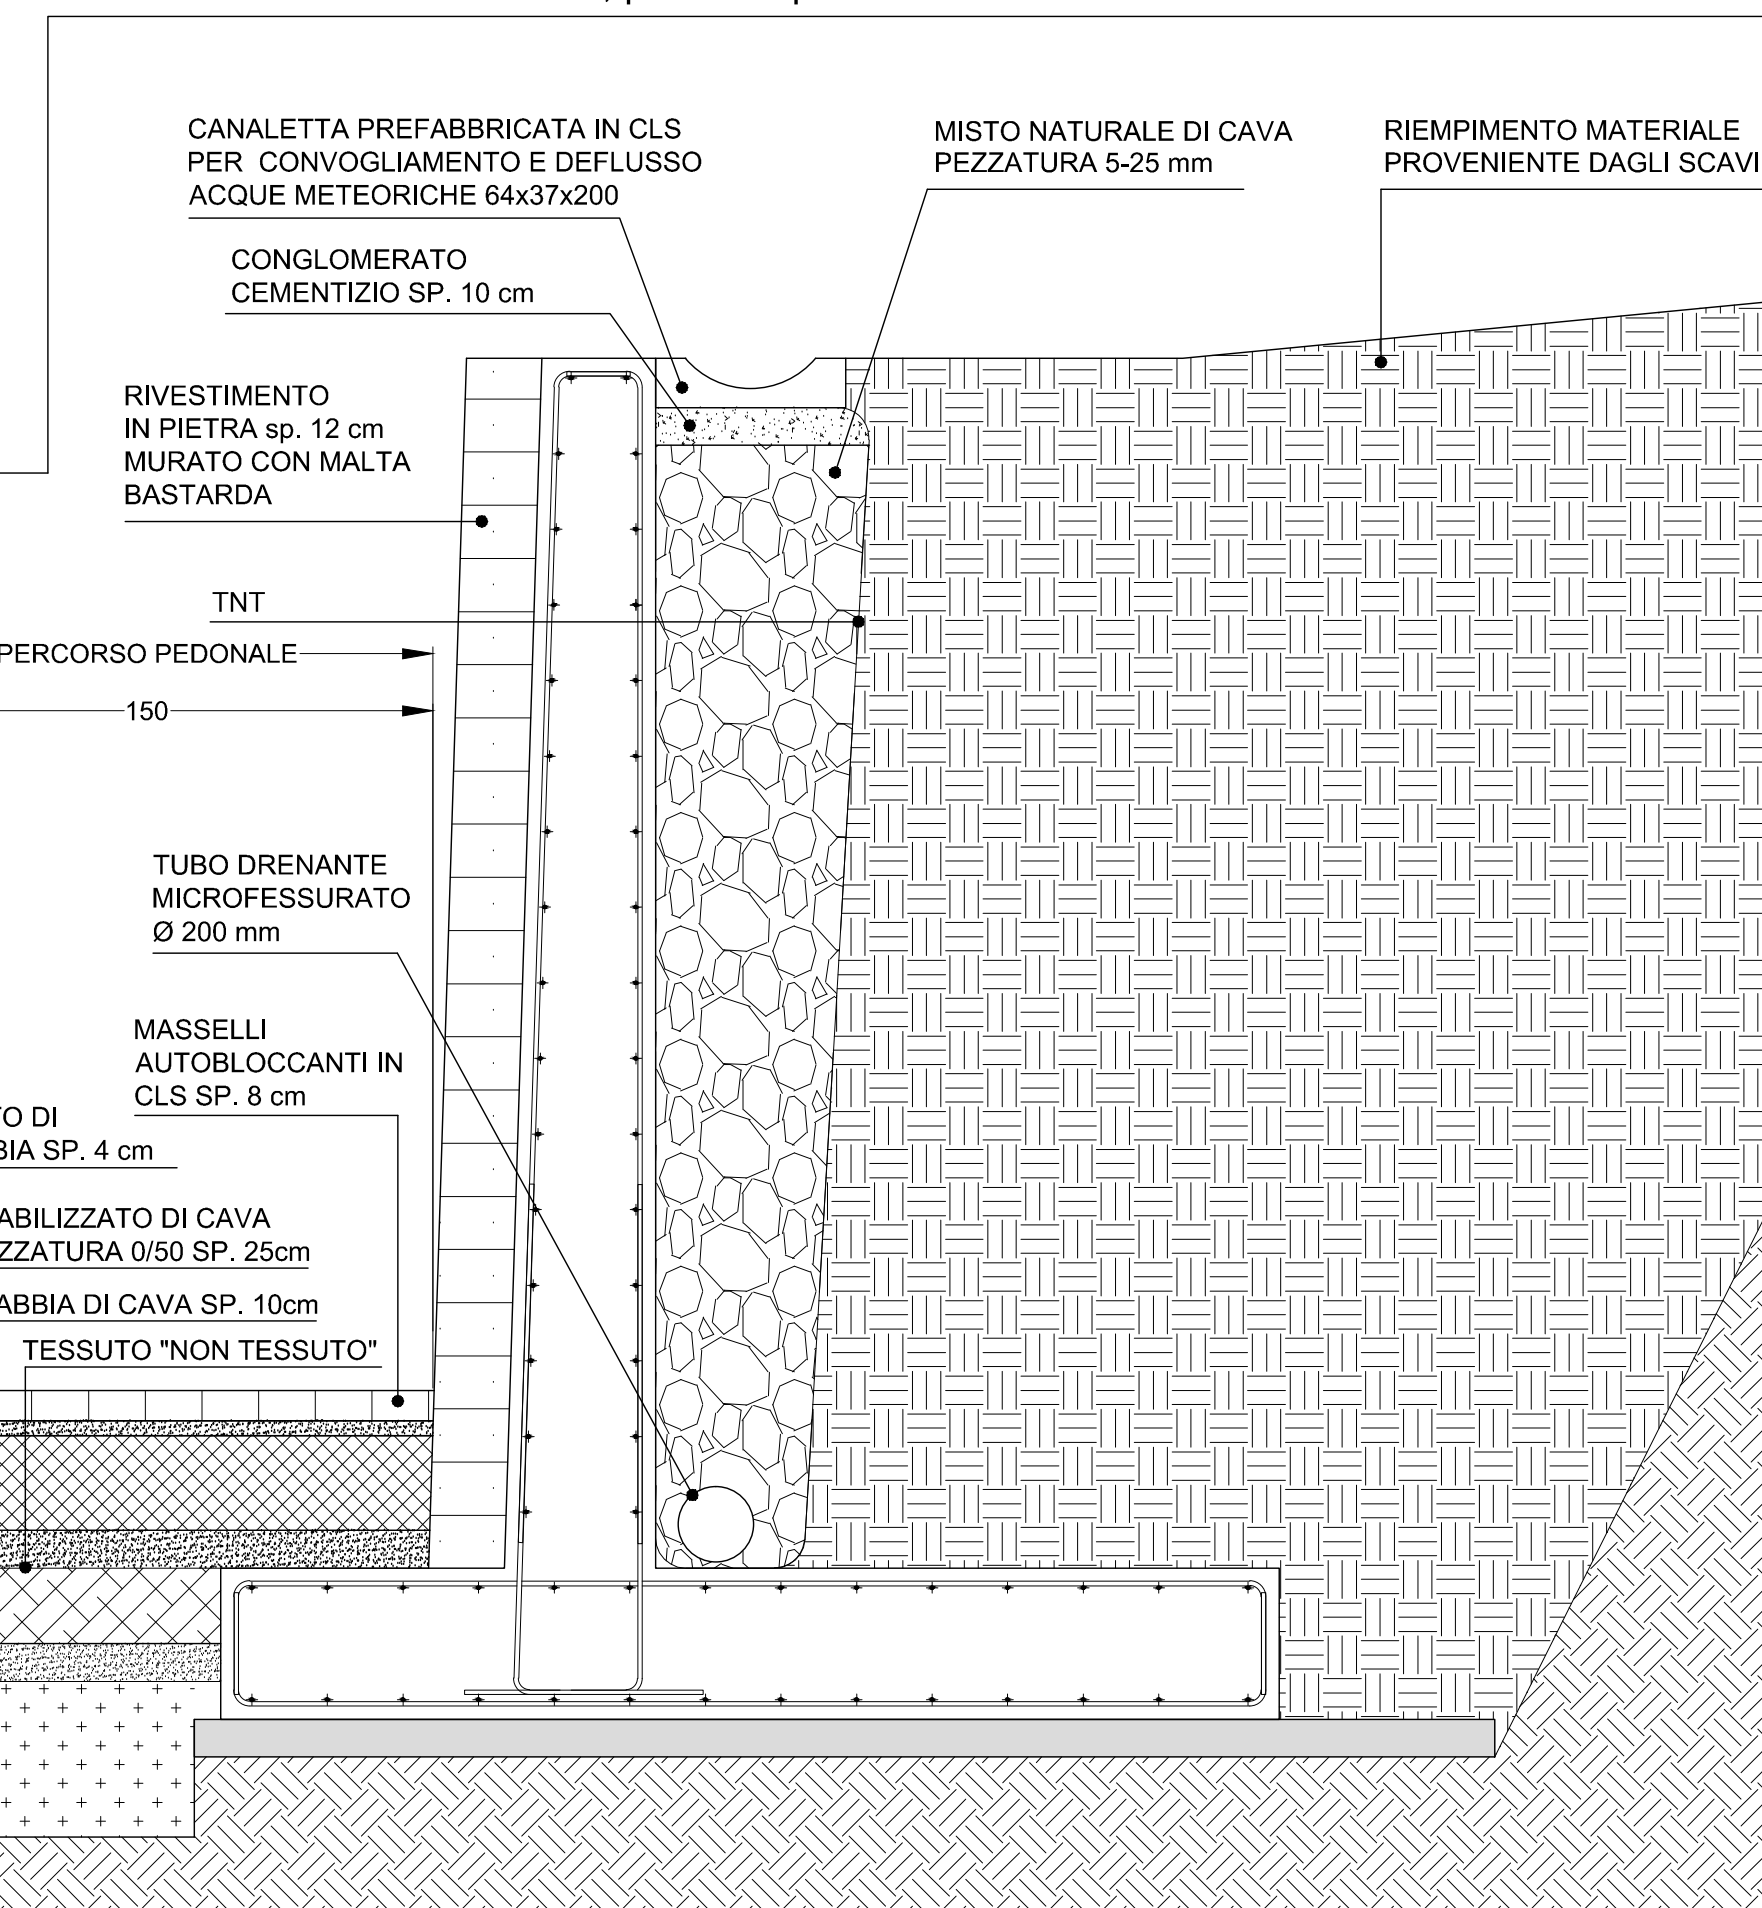 CANALETTA PREFABBRICATA IN CLS
PER CONVOGLIAMENTO E DEFLUSSO
ACQUE METEORICHE 64x37x200
MISTO NATURALE DI CAVA
PEZZATURA 5-25 mm
RIEMPIMENTO MATERIALE
PROVENIENTE DAGLI SCAVI
CONGLOMERATO
CEMENTIZIO SP. 10 cm
RIVESTIMENTO
IN PIETRA sp. 12 cm
MURATO CON MALTA
BASTARDA
TNT
PERCORSO PEDONALE
150
TUBO DRENANTE
MICROFESSURATO
Ø 200 mm
MASSELLI
AUTOBLOCCANTI IN
CLS SP. 8 cm
TO DI
BIA SP. 4 cm
ABILIZZATO DI CAVA
ZZATURA 0/50 SP. 25cm
ABBIA DI CAVA SP. 10cm
TESSUTO "NON TESSUTO"